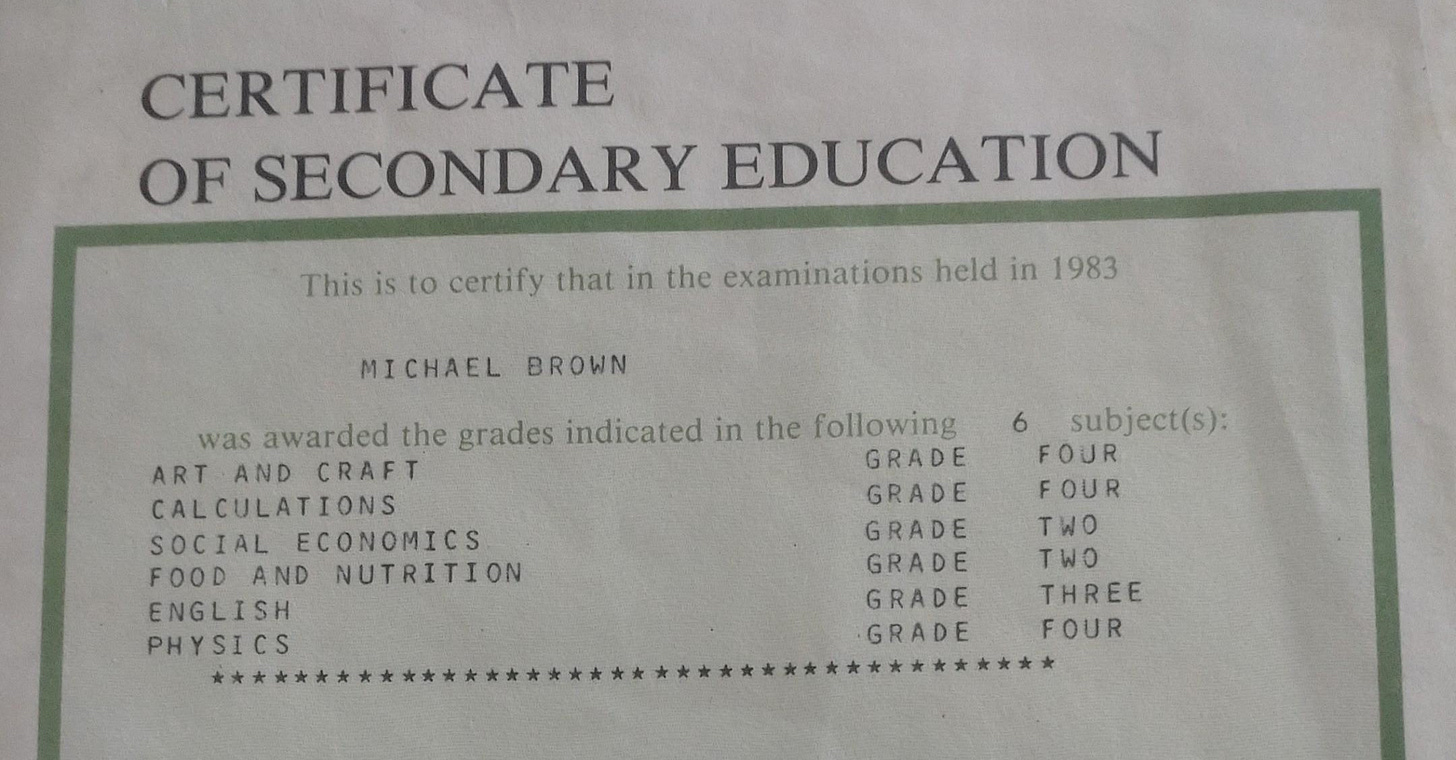 CERTIFICATE
OF SECONDARY EDUCATION
This is to certify that in the examinations held in 1983
MICHAEL BROWN
was awarded the grades indicated in the following 6 subject(s):
ART AND CRAFT GRADE FOUR
CALCULATIONS GRADE FOUR
SOCIAL ECONOMICS GRADE TWO
FOOD AND NUTRITION GRADE TWO
ENGLISH GRADE THREE
PHYSICS GRADE FOUR
****************************************